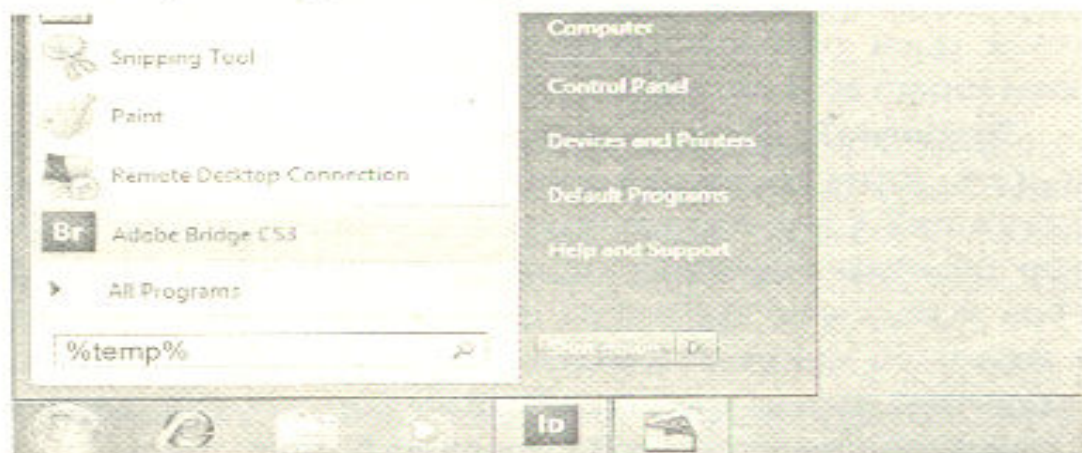 Snipping Tool
Paint
Remote Desktop Connection
Br Adobe Bridge CS3
All Programs
%temp%
Computer
Control Panel
Devices and Printers
Default Programs
Help and Support
ID